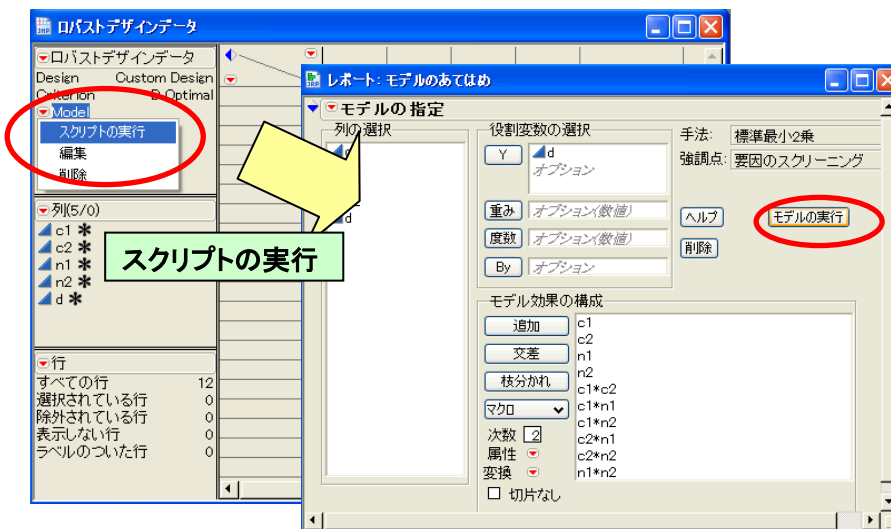 ロバストデザインデータ
ロバストデザインデータ
Design Custom Design
Criterion D Optimal
Model
スクリプトの実行
編集
削除
列(5/0)
c1
c2
n1
n2
d
行
すべての行 12
選択されている行 0
除外されている行 0
表示しない行 0
ラベルのついた行 0
スクリプトの実行
レポート: モデルのあてはめ
モデルの指定
列の選択
d
役割変数の選択
Y d
オプション
重み オプション(数値)
度数 オプション(数値)
By オプション
手法: 標準最小2乗
強調点: 要因のスクリーニング
ヘルプ モデルの実行
削除
モデル効果の構成
追加
交差
枝分かれ
マクロ
次数 2
属性
変換
切片なし
c1
c2
n1
n2
c1*c2
c1*n1
c1*n2
c2*n1
c2*n2
n1*n2